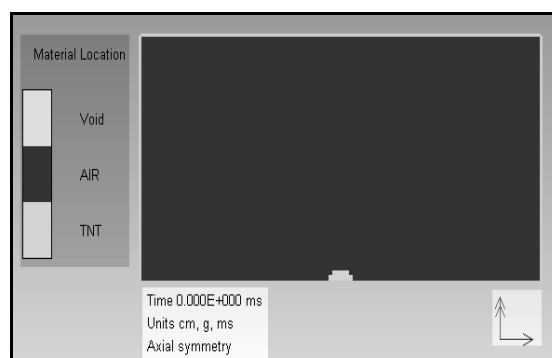 Material Location
Void
AIR
TNT
Time 0.000E+000 ms
Units cm, g, ms
Axial symmetry